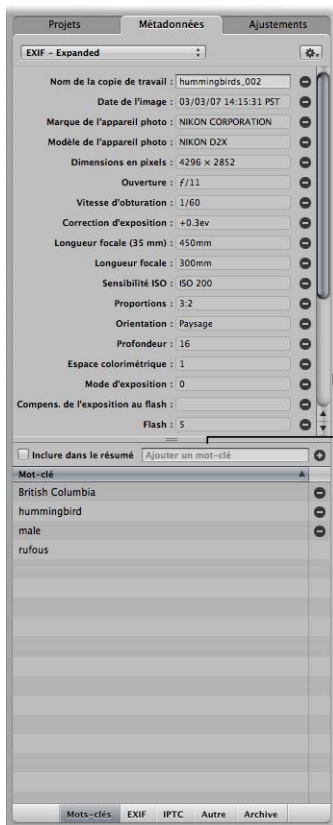 Projets Métadonnées Ajustements
EXIF – Expanded
Nom de la copie de travail : hummingbirds_002
Date de l'image : 03/03/07 14:15:31 PST
Marque de l'appareil photo : NIKON CORPORATION
Modèle de l'appareil photo : NIKON D2X
Dimensions en pixels : 4296 × 2852
Ouverture : ƒ/11
Vitesse d'obturation : 1/60
Correction d'exposition : +0.3ev
Longueur focale (35 mm) : 450mm
Longueur focale : 300mm
Sensibilité ISO : ISO 200
Proportions : 3:2
Orientation : Paysage
Profondeur : 16
Espace colorimétrique : 1
Mode d'exposition : 0
Compens. de l'exposition au flash :
Flash : 5
Inclure dans le résumé Ajouter un mot-clé
Mot-clé
British Columbia
hummingbird
male
rufous
Mots-clés EXIF IPTC Autre Archive